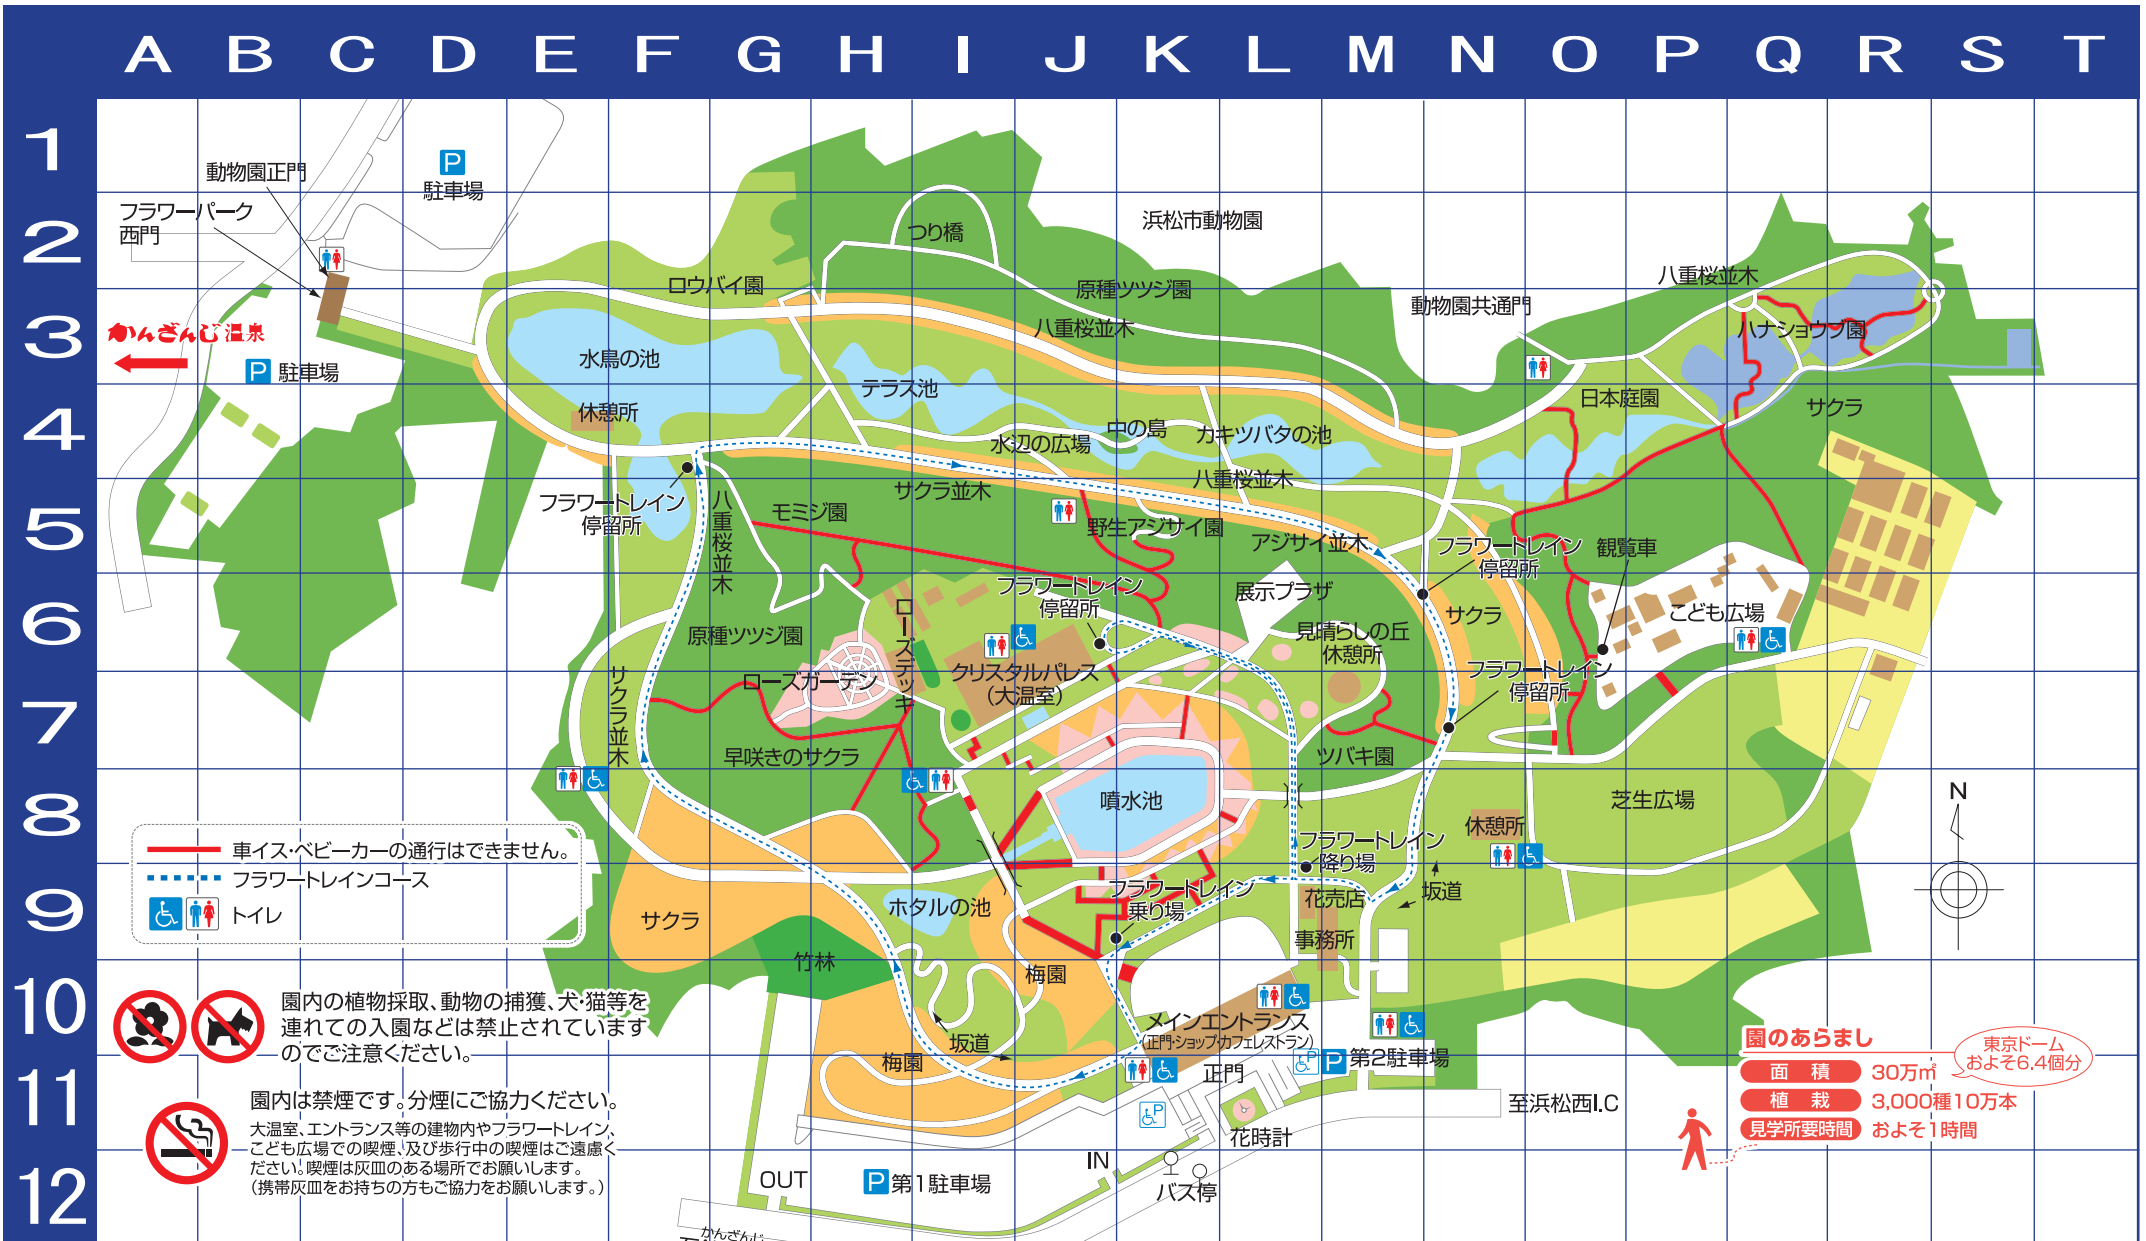 A B C D E F G H I J K L M N O P Q R S T
1
2
3
4
5
6
7
8
9
10
11
12
動物園正門
P
駐車場
フラワーパーク
西門
かんざんじ温泉
P 駐車場
つり橋
浜松市動物園
ロウバイ園
原種ツツジ園
八重桜並木
動物園共通門
八重桜並木
ハナショウブ園
水鳥の池
テラス池
休憩所
日本庭園
サクラ
中の島
水辺の広場
カキツバタの池
八重桜並木
サクラ並木
フラワートレイン
停留所
八重桜並木
モミジ園
野生アジサイ園
アジサイ並木
フラワートレイン
停留所
観覧車
フラワートレイン
停留所
展示プラザ
サクラ
こども広場
ローズデッキ
原種ツツジ園
見晴らしの丘
休憩所
サクラ並木
ローズガーデン
クリスタルパレス
(大温室)
フラワートレイン
停留所
早咲きのサクラ
ツバキ園
噴水池
芝生広場
休憩所
フラワートレイン
降り場
坂道
フラワートレイン
乗り場
花売店
事務所
サクラ
ホタルの池
竹林
梅園
坂道
梅園
メインエントランス
(正門・ショップ・カフェレストラン)
P
P 第2駐車場
正門
P
花時計
至浜松西I.C
IN
OUT
P 第1駐車場
バス停
かんざんじ
N
車イス・ベビーカーの通行はできません。
フラワートレインコース
トイレ
園内の植物採取、動物の捕獲、犬・猫等を
連れての入園などは禁止されています
のでご注意ください。
園内は禁煙です。分煙にご協力ください。
大温室、エントランス等の建物内やフラワートレイン、
こども広場での喫煙、及び歩行中の喫煙はご遠慮く
ださい。喫煙は灰皿のある場所でお願いします。
(携帯灰皿をお持ちの方もご協力をお願いします。)
園のあらまし
東京ドーム
およそ6.4個分
面積 30万㎡
植栽 3,000種10万本
見学所要時間 およそ1時間